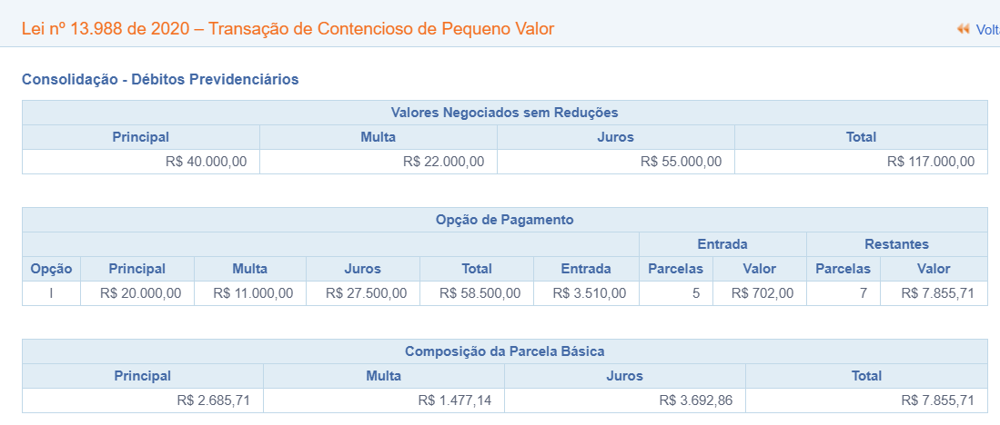 Lei nº 13.988 de 2020 – Transação de Contencioso de Pequeno Valor
Consolidação - Débitos Previdenciários
Valores Negociados sem Reduções
Principal Multa Juros Total
R$ 40.000,00 R$ 22.000,00 R$ 55.000,00 R$ 117.000,00
Opção de Pagamento
Entrada Restantes
Opção Principal Multa Juros Total Entrada Parcelas Valor Parcelas Valor
I R$ 20.000,00 R$ 11.000,00 R$ 27.500,00 R$ 58.500,00 R$ 3.510,00 5 R$ 702,00 7 R$ 7.855,71
Composição da Parcela Básica
Principal Multa Juros Total
R$ 2.685,71 R$ 1.477,14 R$ 3.692,86 R$ 7.855,71